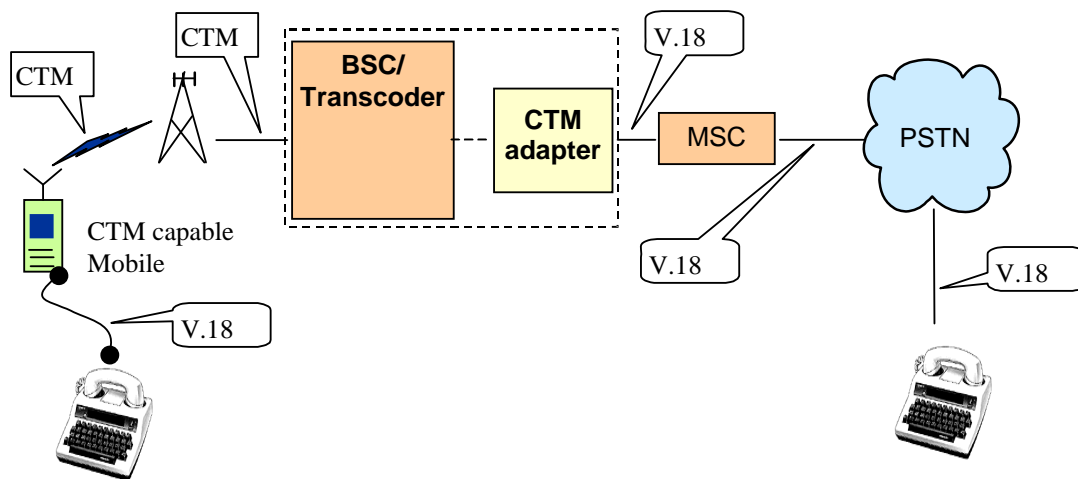 CTM
CTM
BSC/
Transcoder
CTM
adapter
V.18
MSC
PSTN
CTM capable
Mobile
V.18
V.18
V.18